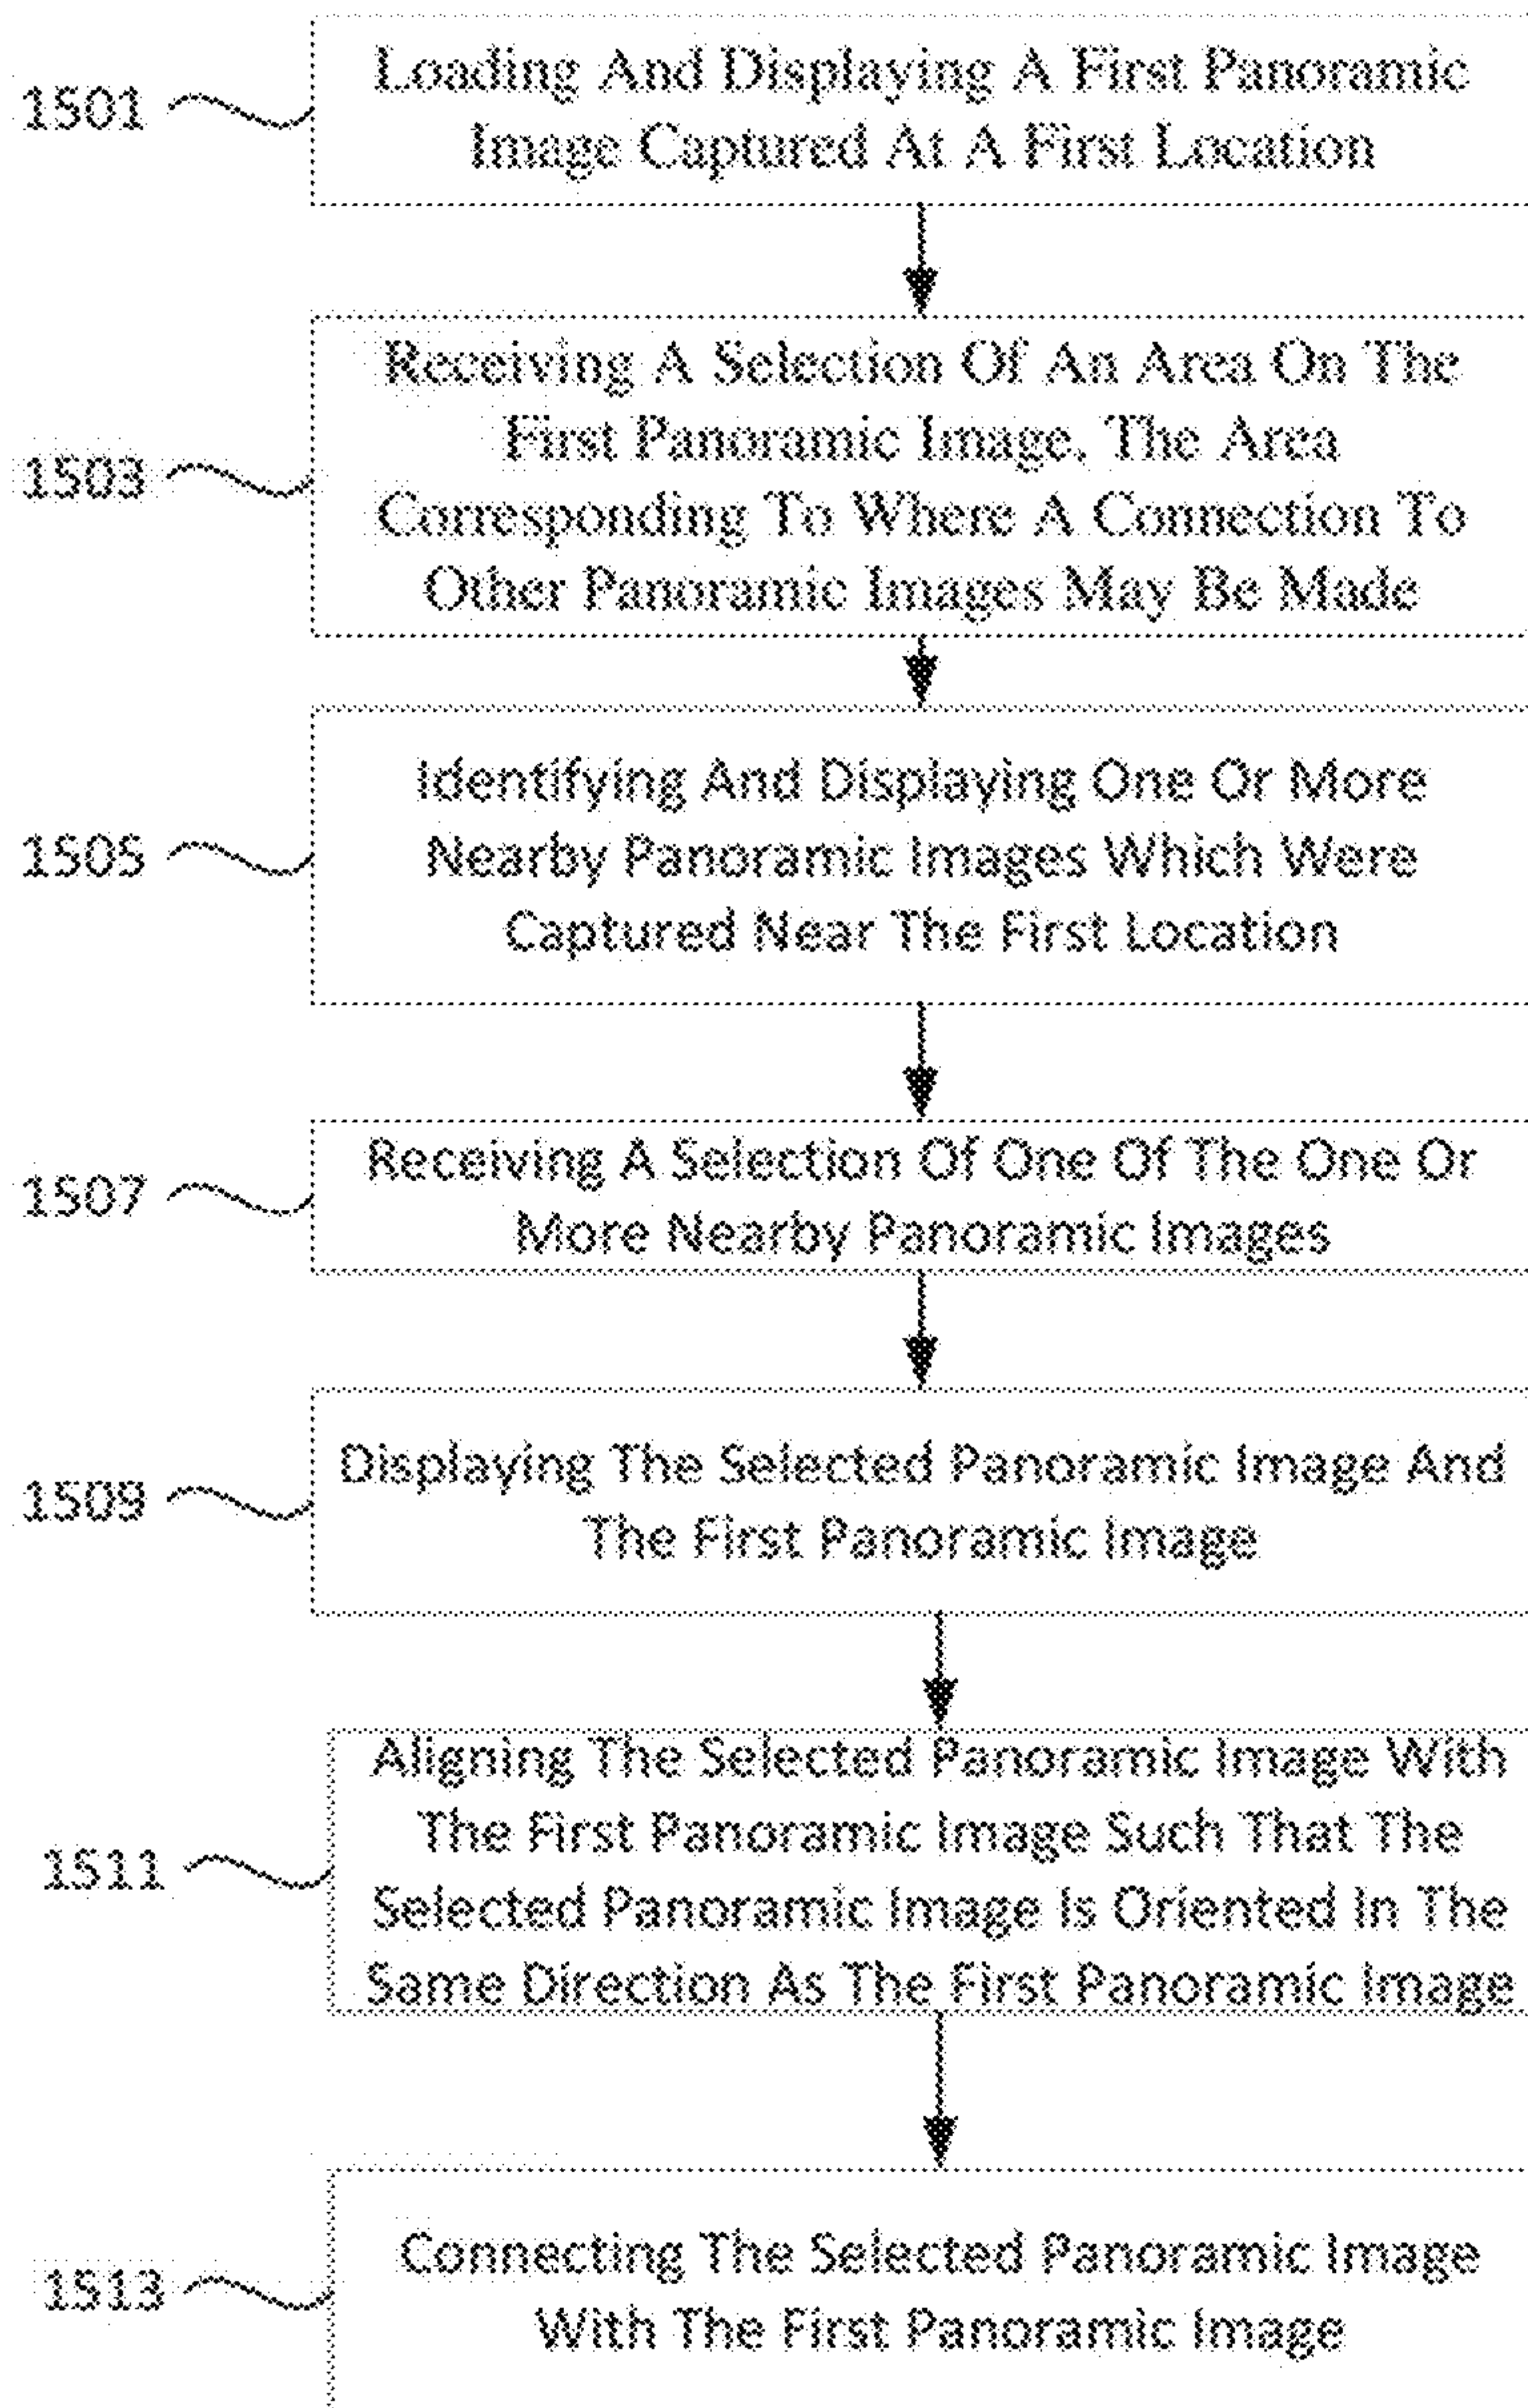 Loading And Displaying A First Panoramic
1501
Image Captured At A First Location
Receiving A Selection Of An Area On The
First Panoramic Image, The Area
1503
Corresponding To Where A Connection To
Other Panoramic Images May Be Made
Identifying And Displaying One Or More
1505
Nearby Panoramic Images Which Were
Captured Near The First Location
Receiving A Selection Of One Of The One Or
1507
More Nearby Panoramic Images
Displaying The Selected Panoramic Image And
1509
The First Panoramic Image
Aligning The Selected Panoramic Image With
The First Panoramic Image Such That The
1511
Selected Panoramic Image Is Oriented In The
Same Direction As The First Panoramic Image
Connecting The Selected Panoramic Image
1513
With The First Panoramic Image